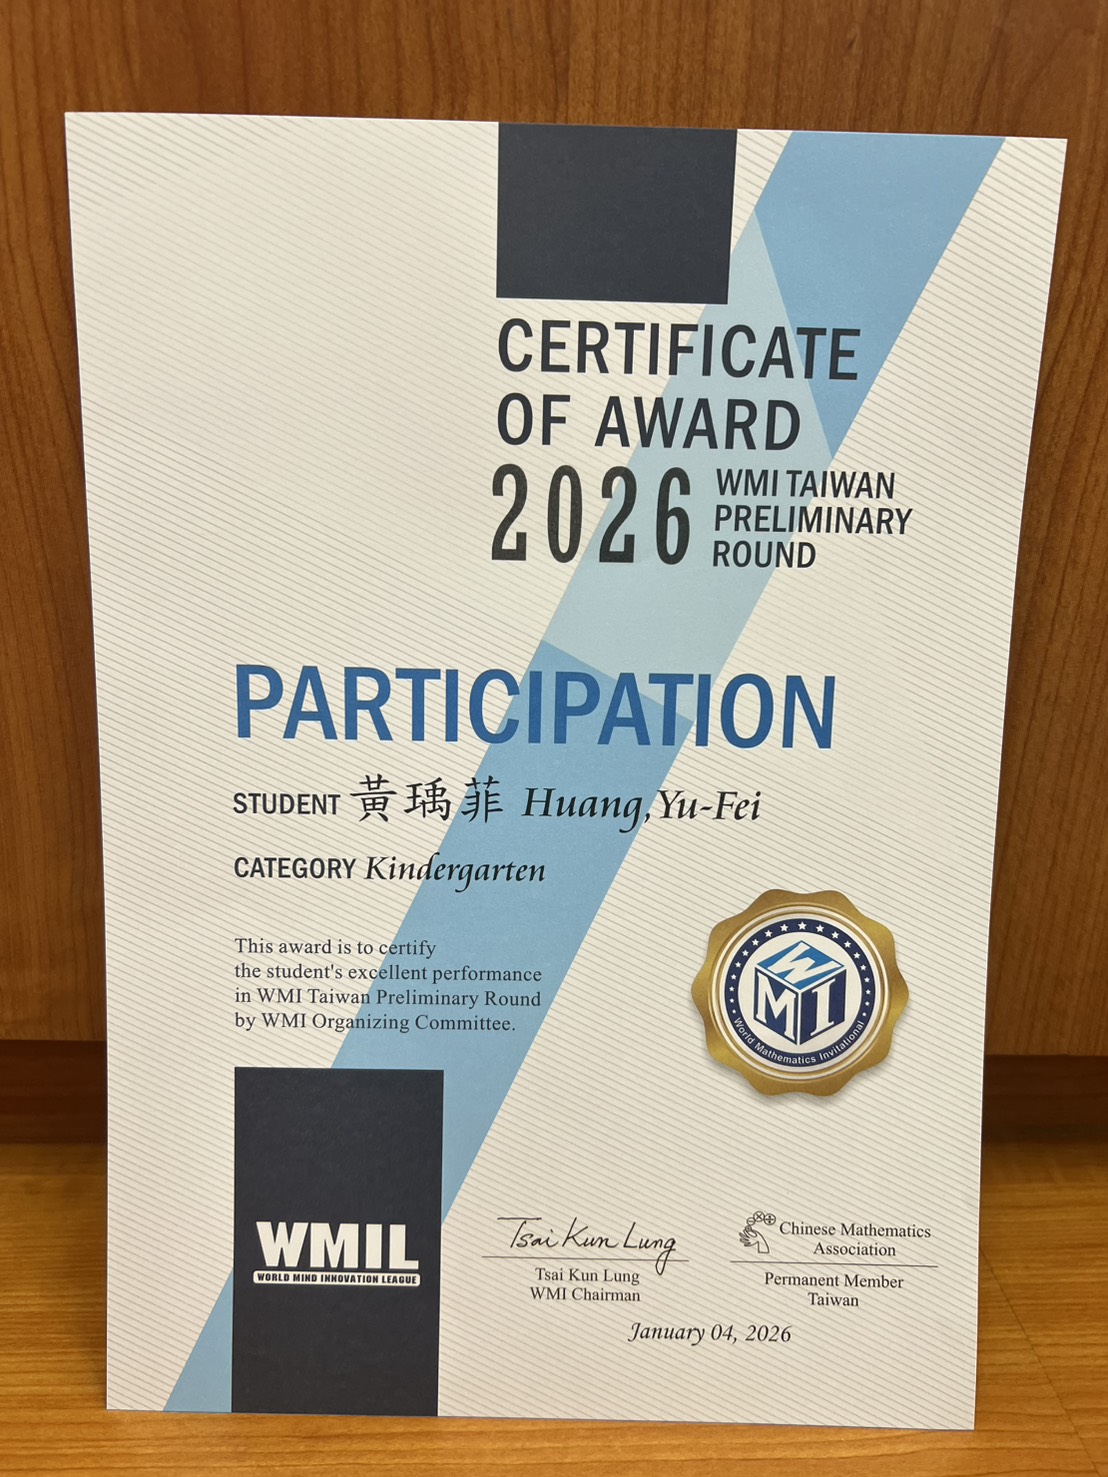 CERTIFICATE
OF AWARD
2026 WMI TAIWAN
PRELIMINARY
ROUND
PARTICIPATION
STUDENT 黃瑀菲 Huang,Yu-Fei
CATEGORY Kindergarten
This award is to certify
the student's excellent performance
in WMI Taiwan Preliminary Round
by WMI Organizing Committee.
WMI
World Mathematics Invitational
WMIL
WORLD MIND INNOVATION LEAGUE
Tsai Kun Lung
Tsai Kun Lung
WMI Chairman
Chinese Mathematics
Association
Permanent Member
Taiwan
January 04, 2026